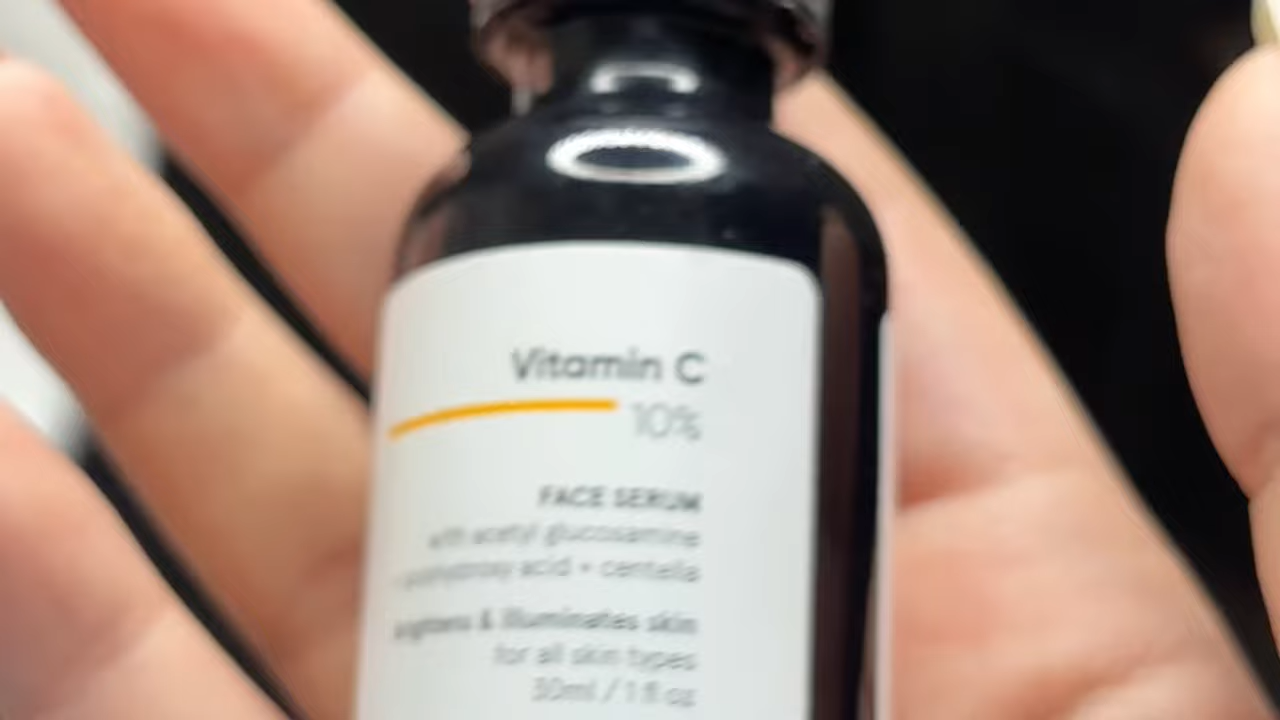 Vitamin C
10%
FACE SERUM
with acetyl glucosamine
acid + centella
& illuminates skin
for all skin types
30ml / 1 fl oz